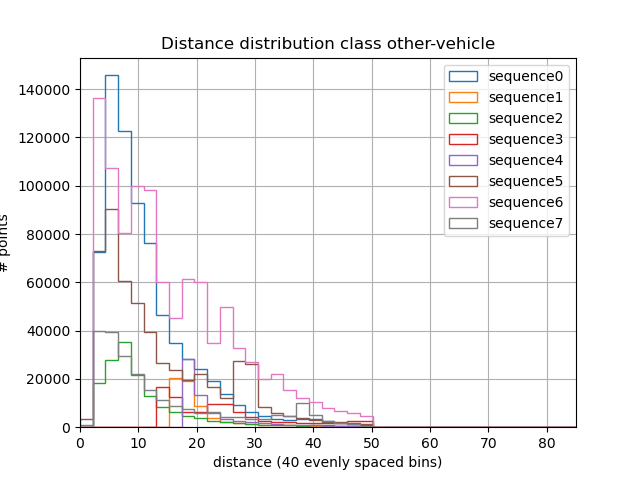 Distance distribution class other-vehicle
140000
120000
100000
80000
60000
40000
20000
0
# points
sequence0
sequence1
sequence2
sequence3
sequence4
sequence5
sequence6
sequence7
0 10 20 30 40 50 60 70 80
distance (40 evenly spaced bins)